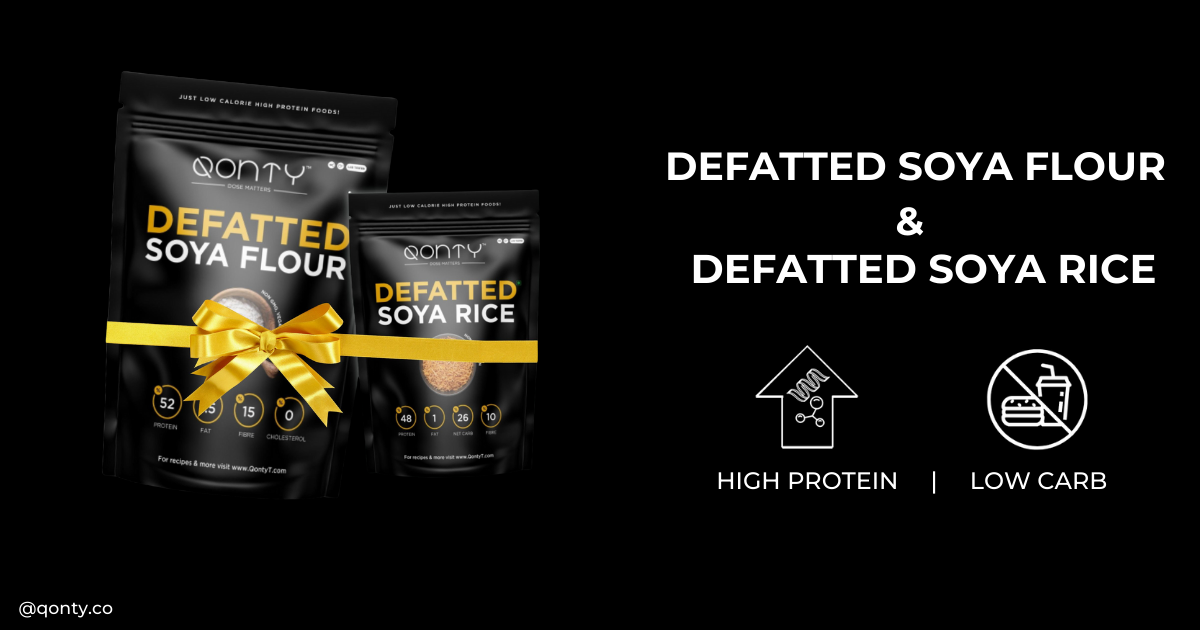 JUST LOW CALORIE HIGH PROTEIN FOODS!
QONTY™
DOSE MATTERS
DEFATTED
SOYA FLOUR
52
15
0
PROTEIN
FAT
FIBRE
CHOLESTEROL
For recipes & more visit www.QontyT.com
JUST LOW CALORIE HIGH PROTEIN FOODS!
QONTY™
DOSE MATTERS
DEFATTED
SOYA RICE
48
1
26
10
PROTEIN
FAT
NET CARB
FIBRE
For recipes & more visit www.QontyT.com
DEFATTED SOYA FLOUR
&
DEFATTED SOYA RICE
HIGH PROTEIN | LOW CARB
@qonty.co